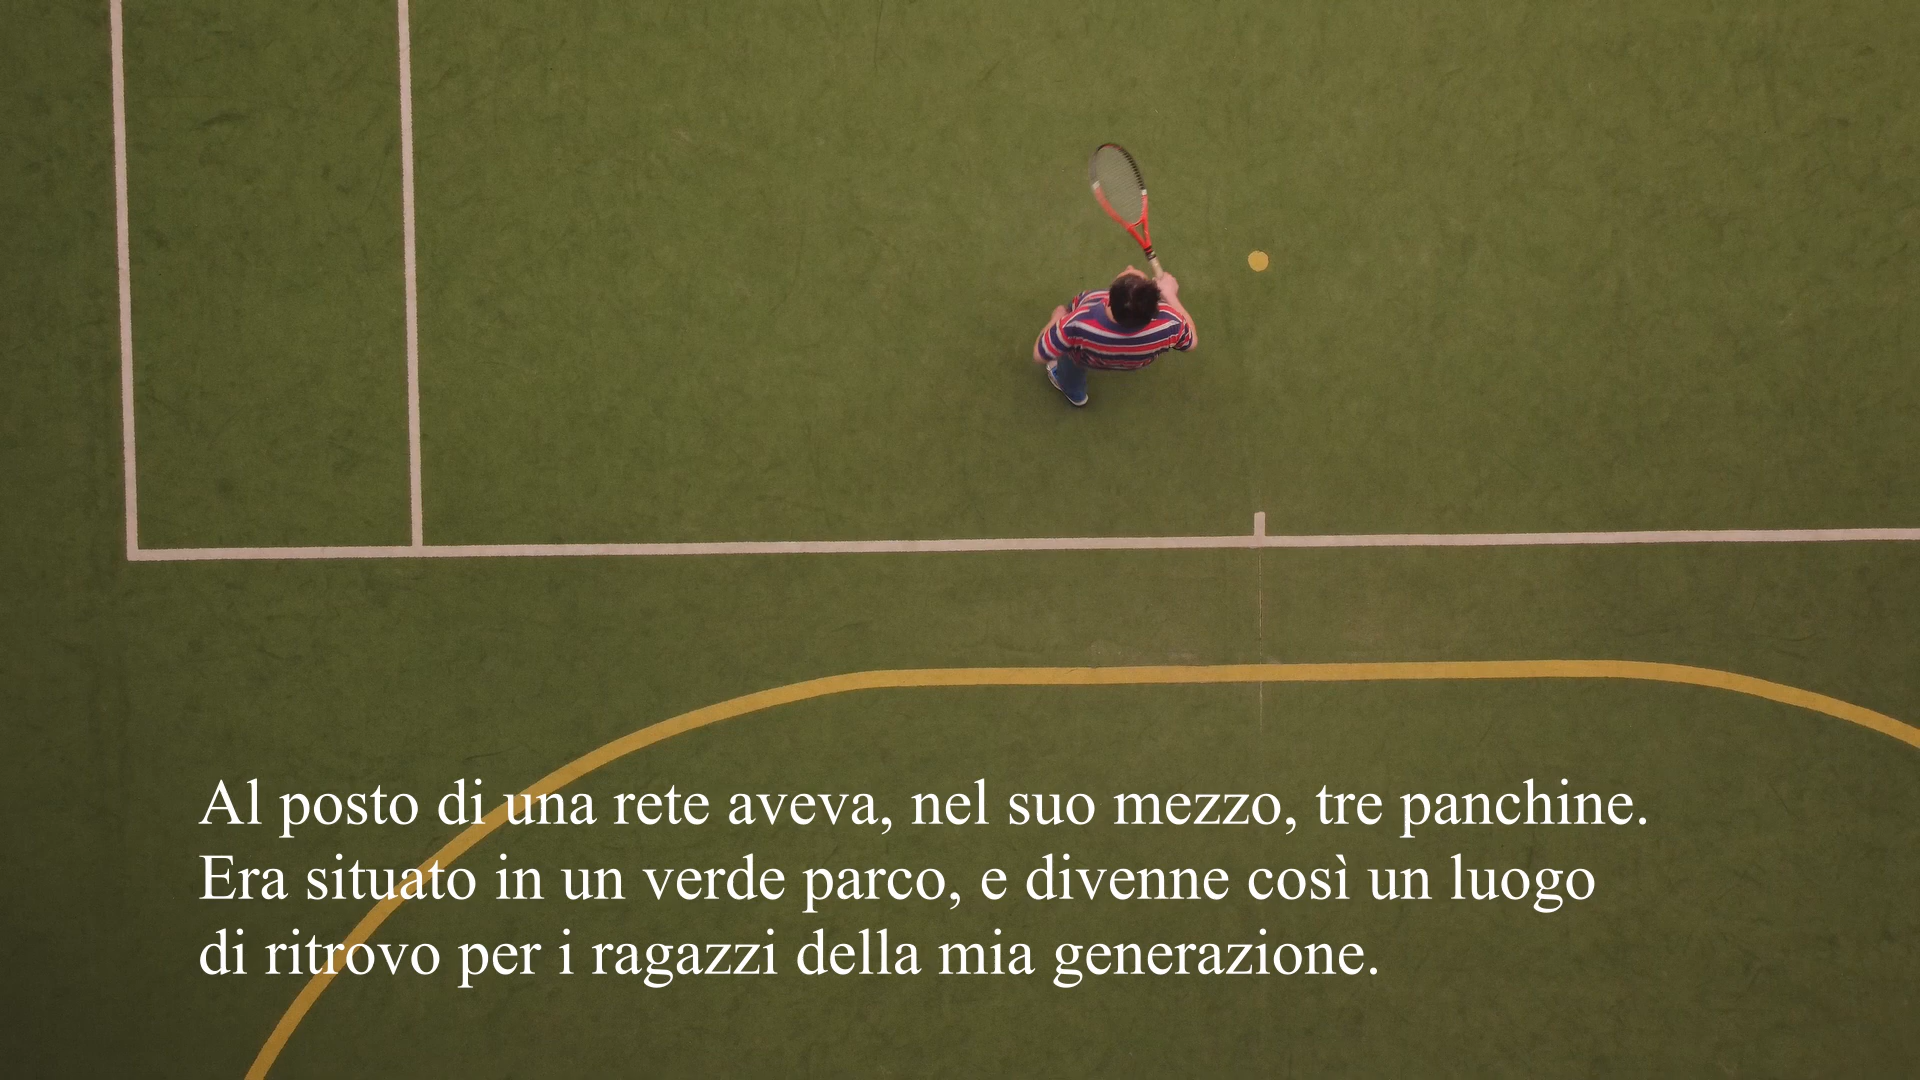 Al posto di una rete aveva, nel suo mezzo, tre panchine.
Era situato in un verde parco, e divenne così un luogo
di ritrovo per i ragazzi della mia generazione.